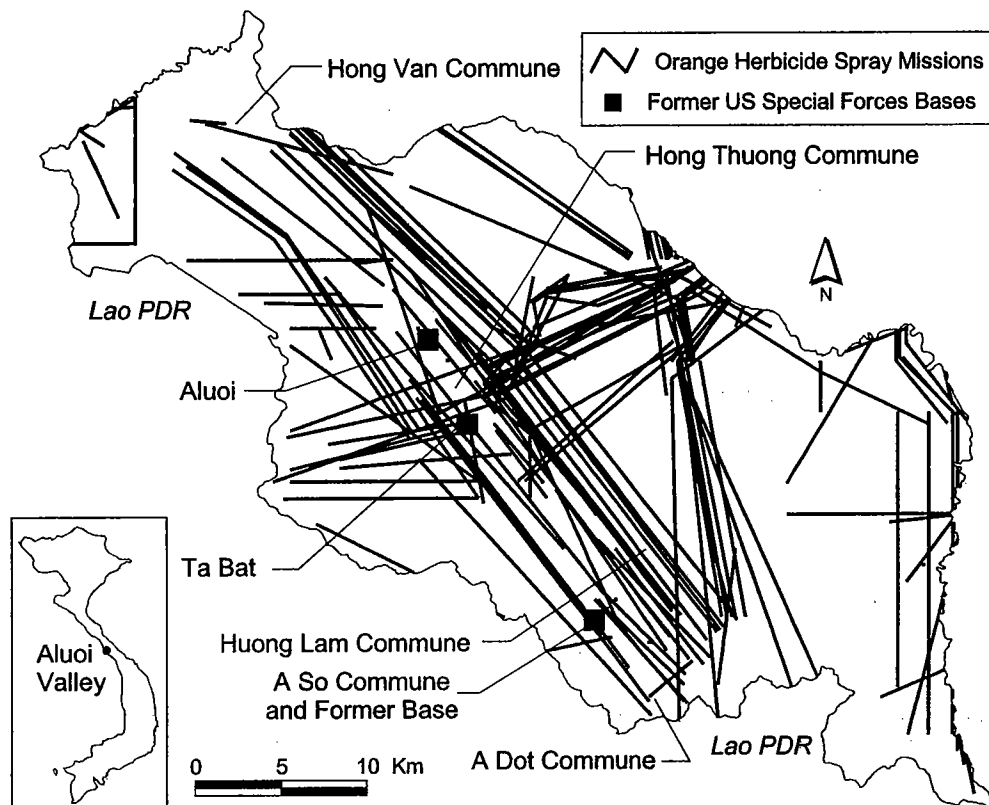 Hong Van Commune
Orange Herbicide Spray Missions
Former US Special Forces Bases
Hong Thuong Commune
N
Lao PDR
Aluoi
Ta Bat
Huong Lam Commune
A So Commune
and Former Base
A Dot Commune
Lao PDR
Aluoi
Valley
0 5 10 Km